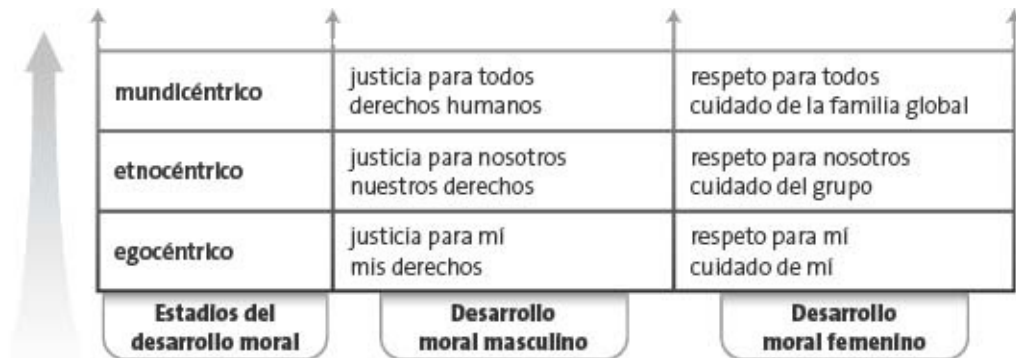 mundicéntrico
justicia para todos
derechos humanos
respeto para todos
cuidado de la familia global
etnocéntrico
justicia para nosotros
nuestros derechos
respeto para nosotros
cuidado del grupo
egocéntrico
justicia para mí
mis derechos
respeto para mí
cuidado de mí
Estadios del
desarrollo moral
Desarrollo
moral masculino
Desarrollo
moral femenino